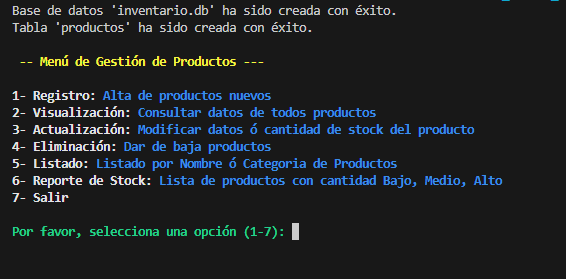 Base de datos 'inventario.db' ha sido creada con éxito.
Tabla 'productos' ha sido creada con éxito.
-- Menú de Gestión de Productos ---
1- Registro: Alta de productos nuevos
2- Visualización: Consultar datos de todos productos
3- Actualización: Modificar datos ó cantidad de stock del producto
4- Eliminación: Dar de baja productos
5- Listado: Listado por Nombre ó Categoria de Productos
6- Reporte de Stock: Lista de productos con cantidad Bajo, Medio, Alto
7- Salir
Por favor, selecciona una opción (1-7):